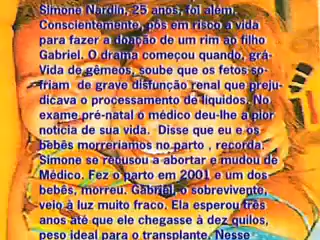 Simone Nardin, 25 anos, foi além.
Conscientemente, pôs em risco a vida
para fazer a doação de um rim ao filho
Gabriel. O drama começou quando, grá-
Vida de gêmeos, soube que os fetos so-
friam de grave disfunção renal que preju-
dicava o processamento de líquidos. No
exame pré-natal o médico deu-lhe a pior
notícia de sua vida. Disse que eu e os
bebês morreríamos no parto , recorda.
Simone se recusou a abortar e mudou de
Médico. Fez o parto em 2001 e um dos
bebês, morreu. Gabriel, o sobrevivente,
veio à luz muito fraco. Ela esperou três
anos até que ele chegasse à dez quilos,
peso ideal para o transplante. Nesse